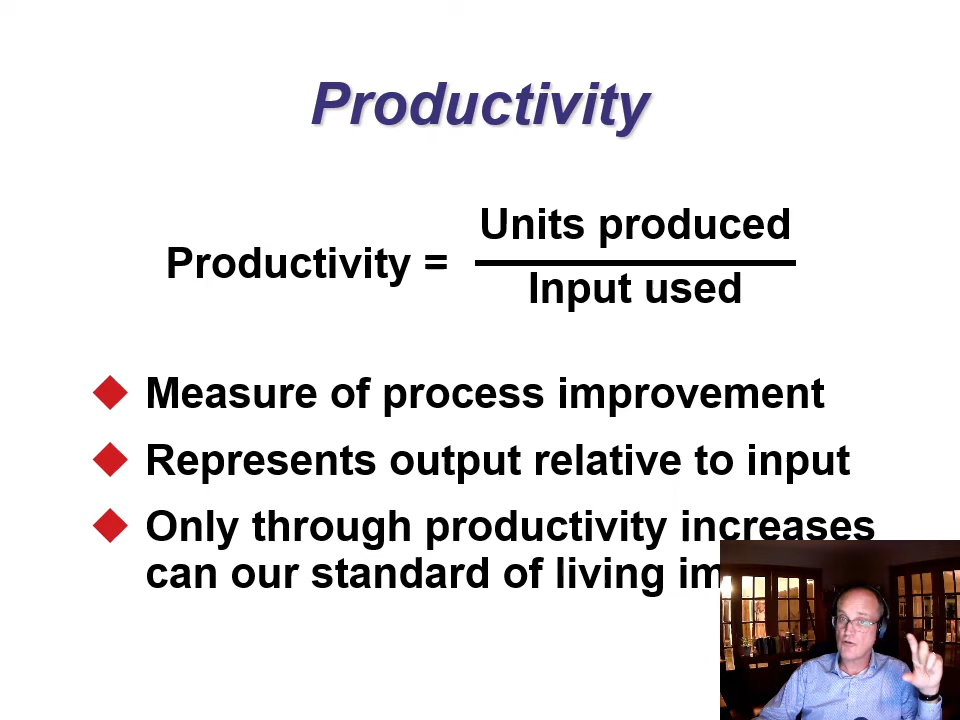 Productivity
Units produced
Productivity =
Input used
Measure of process improvement
Represents output relative to input
Only through productivity increases
can our standard of living